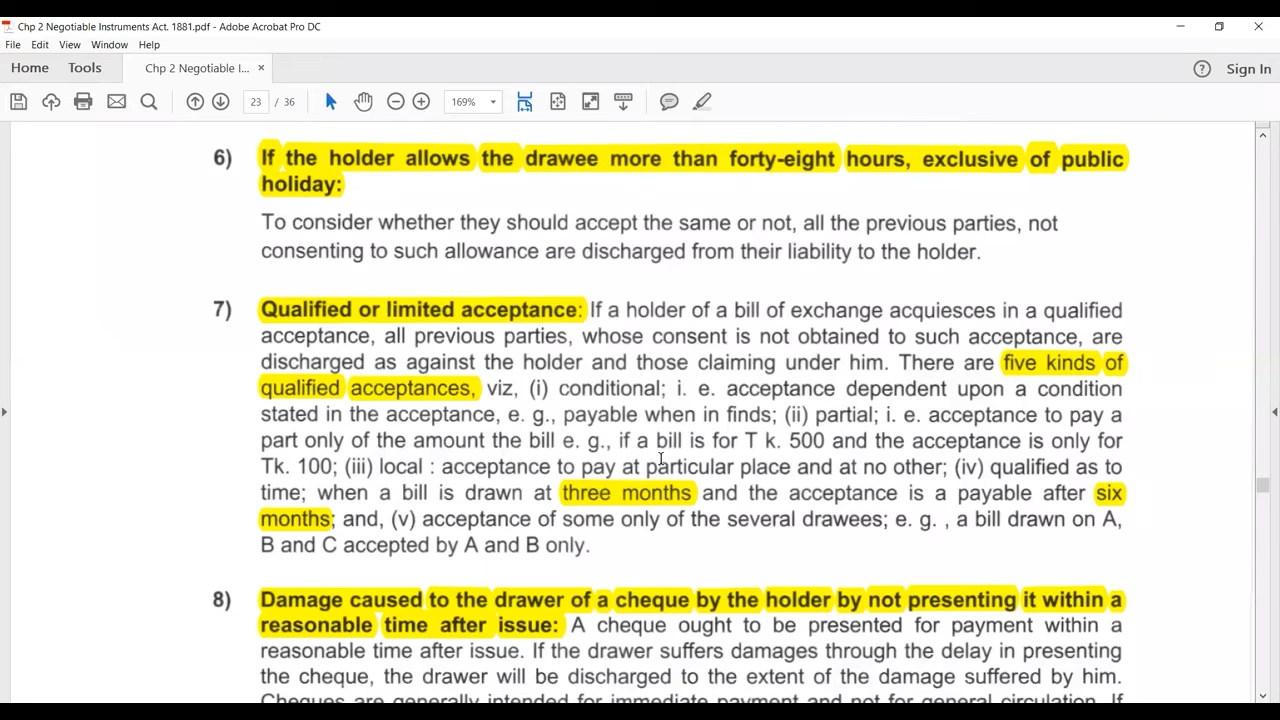 Chp 2 Negotiable Instruments Act. 1881.pdf - Adobe Acrobat Pro DC
File Edit View Window Help
Home Tools Chp 2 Negotiable I... × Sign In
23 / 36 169%
6) If the holder allows the drawee more than forty-eight hours, exclusive of public
holiday:
To consider whether they should accept the same or not, all the previous parties, not
consenting to such allowance are discharged from their liability to the holder.
7) Qualified or limited acceptance: If a holder of a bill of exchange acquiesces in a qualified
acceptance, all previous parties, whose consent is not obtained to such acceptance, are
discharged as against the holder and those claiming under him. There are five kinds of
qualified acceptances, viz, (i) conditional; i. e. acceptance dependent upon a condition
stated in the acceptance, e. g., payable when in finds; (ii) partial; i. e. acceptance to pay a
part only of the amount the bill e. g., if a bill is for T k. 500 and the acceptance is only for
Tk. 100; (iii) local : acceptance to pay at particular place and at no other; (iv) qualified as to
time; when a bill is drawn at three months and the acceptance is a payable after six
months; and, (v) acceptance of some only of the several drawees; e. g. , a bill drawn on A,
B and C accepted by A and B only.
8) Damage caused to the drawer of a cheque by the holder by not presenting it within a
reasonable time after issue: A cheque ought to be presented for payment within a
reasonable time after issue. If the drawer suffers damages through the delay in presenting
the cheque, the drawer will be discharged to the extent of the damage suffered by him.
Cheques are generally intended for immediate payment and not for general circulation. If